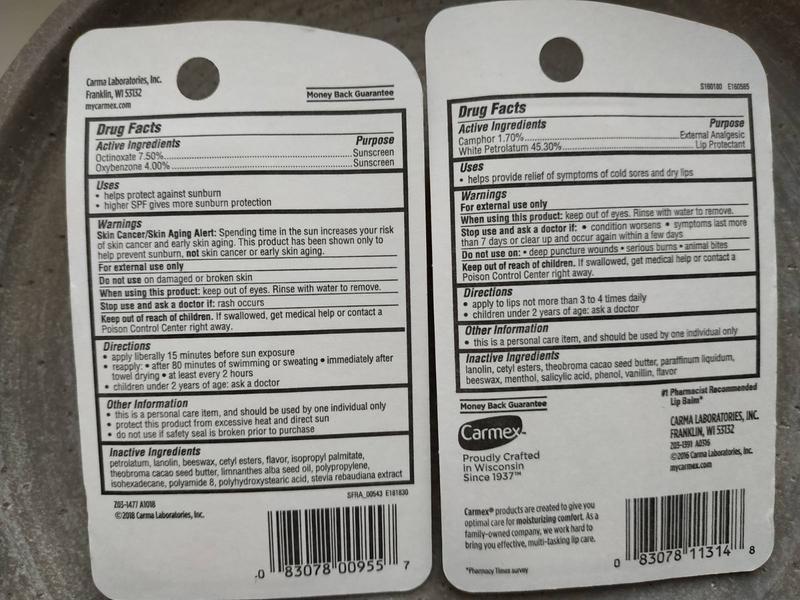 Carma Laboratories, Inc.
Franklin, WI 53132
mycarmex.com
Money Back Guarantee
Drug Facts
Active Ingredients Purpose
Octinoxate 7.50%..........Sunscreen
Oxybenzone 4.00%..........Sunscreen
Uses
• helps protect against sunburn
• higher SPF gives more sunburn protection
Warnings
Skin Cancer/Skin Aging Alert: Spending time in the sun increases your risk
of skin cancer and early skin aging. This product has been shown only to
help prevent sunburn, not skin cancer or early skin aging.
For external use only
Do not use on damaged or broken skin
When using this product: keep out of eyes. Rinse with water to remove.
Stop use and ask a doctor if: rash occurs
Keep out of reach of children. If swallowed, get medical help or contact a
Poison Control Center right away.
Directions
• apply liberally 15 minutes before sun exposure
• reapply: • after 80 minutes of swimming or sweating • immediately after
towel drying • at least every 2 hours
• children under 2 years of age: ask a doctor
Other Information
• this is a personal care item, and should be used by one individual only
• protect this product from excessive heat and direct sun
• do not use if safety seal is broken prior to purchase
Inactive Ingredients
petrolatum, lanolin, beeswax, cetyl esters, flavor, isopropyl palmitate,
theobroma cacao seed butter, limnanthes alba seed oil, polypropylene,
isohexadecane, polyamide 8, polyhydroxystearic acid, stevia rebaudiana extract
SFRA_00543 E181830
Z03-1477 A1018
©2018 Carma Laboratories, Inc.
0 83078 00955 7
S160180 E160565
Drug Facts
Active Ingredients Purpose
Camphor 1.70%..........External Analgesic
White Petrolatum 45.30%..........Lip Protectant
Uses
• helps provide relief of symptoms of cold sores and dry lips
Warnings
For external use only
When using this product: keep out of eyes. Rinse with water to remove.
Stop use and ask a doctor if: • condition worsens • symptoms last more
than 7 days or clear up and occur again within a few days
Do not use on: • deep puncture wounds • serious burns • animal bites
Keep out of reach of children. If swallowed, get medical help or contact a
Poison Control Center right away.
Directions
• apply to lips not more than 3 to 4 times daily
• children under 2 years of age: ask a doctor
Other Information
• this is a personal care item, and should be used by one individual only
Inactive Ingredients
lanolin, cetyl esters, theobroma cacao seed butter, paraffinum liquidum,
beeswax, menthol, salicylic acid, phenol, vanillin, flavor
Money Back Guarantee
Carmex
Proudly Crafted
in Wisconsin
Since 1937™
#1 Pharmacist Recommended
Lip Balm*
CARMA LABORATORIES, INC.
FRANKLIN, WI 53132
Z03-1391 A0316
©2016 Carma Laboratories, Inc.
mycarmex.com
Carmex® products are created to give you
optimal care for moisturizing comfort. As a
family-owned company, we work hard to
bring you effective, multi-tasking lip care.
*Pharmacy Times survey
0 83078 11314 8